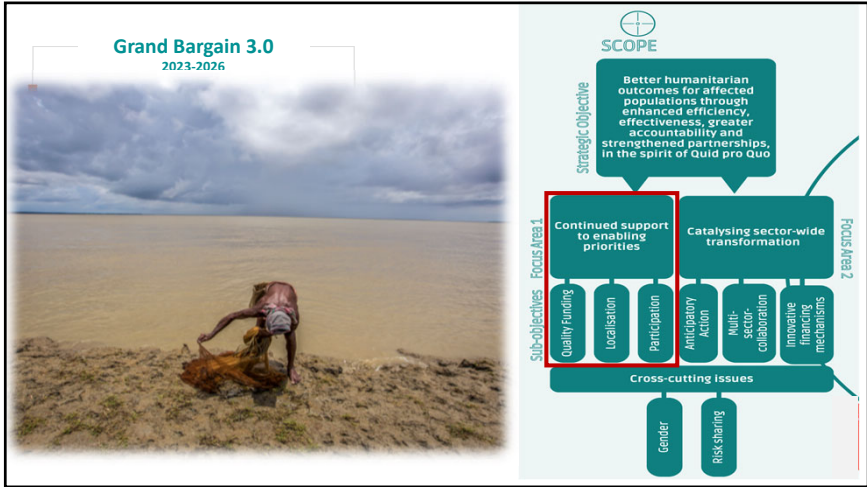 Grand Bargain 3.0
2023-2026
SCOPE
Strategic Objective
Better humanitarian
outcomes for affected
populations through
enhanced efficiency,
effectiveness, greater
accountability and
strengthened partnerships,
in the spirit of Quid pro Quo
Focus Area 1
Continued support
to enabling
priorities
Catalysing sector-wide
transformation
Focus Area 2
Sub-objectives
Quality Funding
Localisation
Participation
Anticipatory
Action
Multi-
sector-
collaboration
Innovative
financing
mechanisms
Cross-cutting issues
Gender
Risk sharing